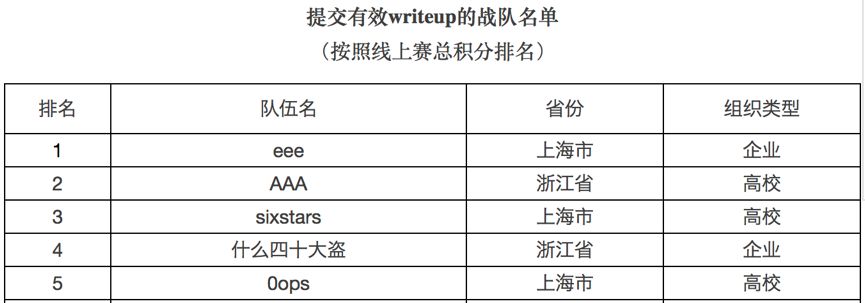 提交有效writeup的战队名单
（按照线上赛总积分排名）
排名 队伍名 省份 组织类型
1 eee 上海市 企业
2 AAA 浙江省 高校
3 sixstars 上海市 高校
4 什么四十大盗 浙江省 企业
5 0ops 上海市 高校